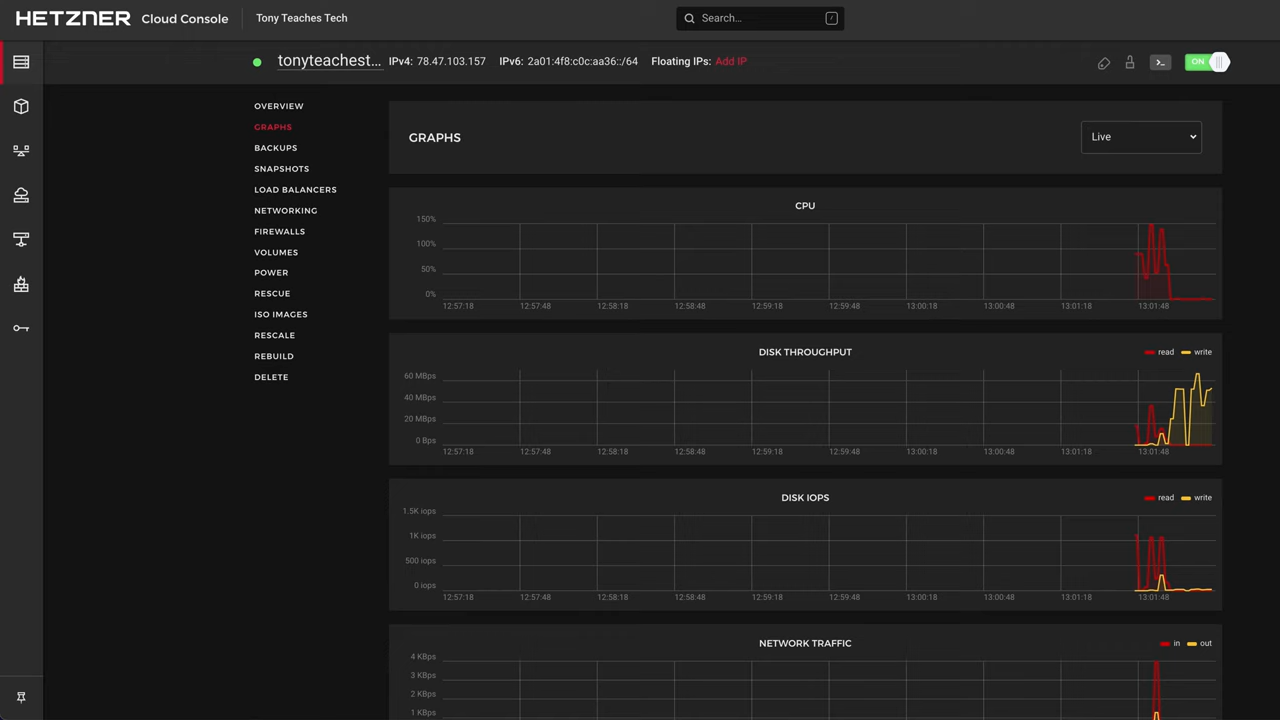 HETZNER Cloud Console Tony Teaches Tech Search... /
tonyteachest... IPv4: 78.47.103.157 IPv6: 2a01:4f8:c0c:aa36::/64 Floating IPs: Add IP >_ ON
OVERVIEW
GRAPHS
BACKUPS
SNAPSHOTS
LOAD BALANCERS
NETWORKING
FIREWALLS
VOLUMES
POWER
RESCUE
ISO IMAGES
RESCALE
REBUILD
DELETE
GRAPHS Live
CPU
150%
100%
50%
0%
12:57:18 12:57:48 12:58:18 12:58:48 12:59:18 12:59:48 13:00:18 13:00:48 13:01:18 13:01:48
DISK THROUGHPUT read write
60 MBps
40 MBps
20 MBps
0 Bps
12:57:18 12:57:48 12:58:18 12:58:48 12:59:18 12:59:48 13:00:18 13:00:48 13:01:18 13:01:48
DISK IOPS read write
1.5K iops
1K iops
500 iops
0 iops
12:57:18 12:57:48 12:58:18 12:58:48 12:59:18 12:59:48 13:00:18 13:00:48 13:01:18 13:01:48
NETWORK TRAFFIC in out
4 KBps
3 KBps
2 KBps
1 KBps